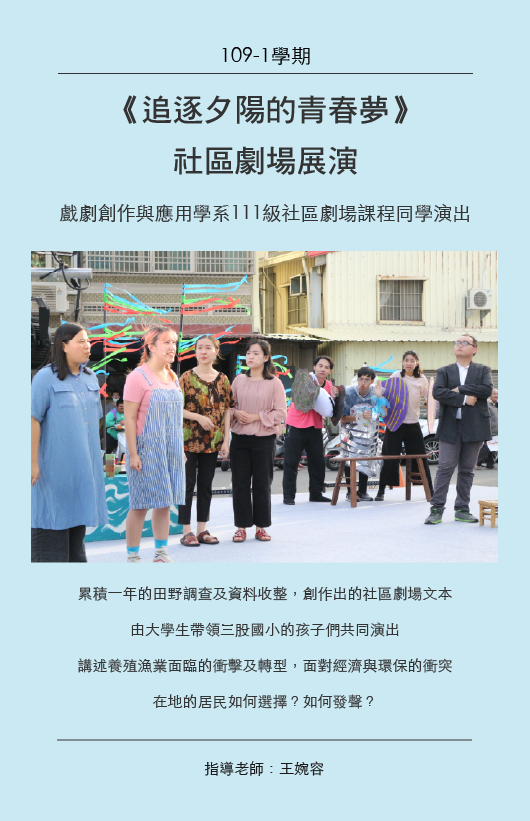 109-1學期
《追逐夕陽的青春夢》
社區劇場展演
戲劇創作與應用學系111級社區劇場課程同學演出
累積一年的田野調查及資料收整，創作出的社區劇場文本
由大學生帶領三股國小的孩子們共同演出
講述養殖漁業面臨的衝擊及轉型，面對經濟與環保的衝突
在地的居民如何選擇？如何發聲？
指導老師：王婉容